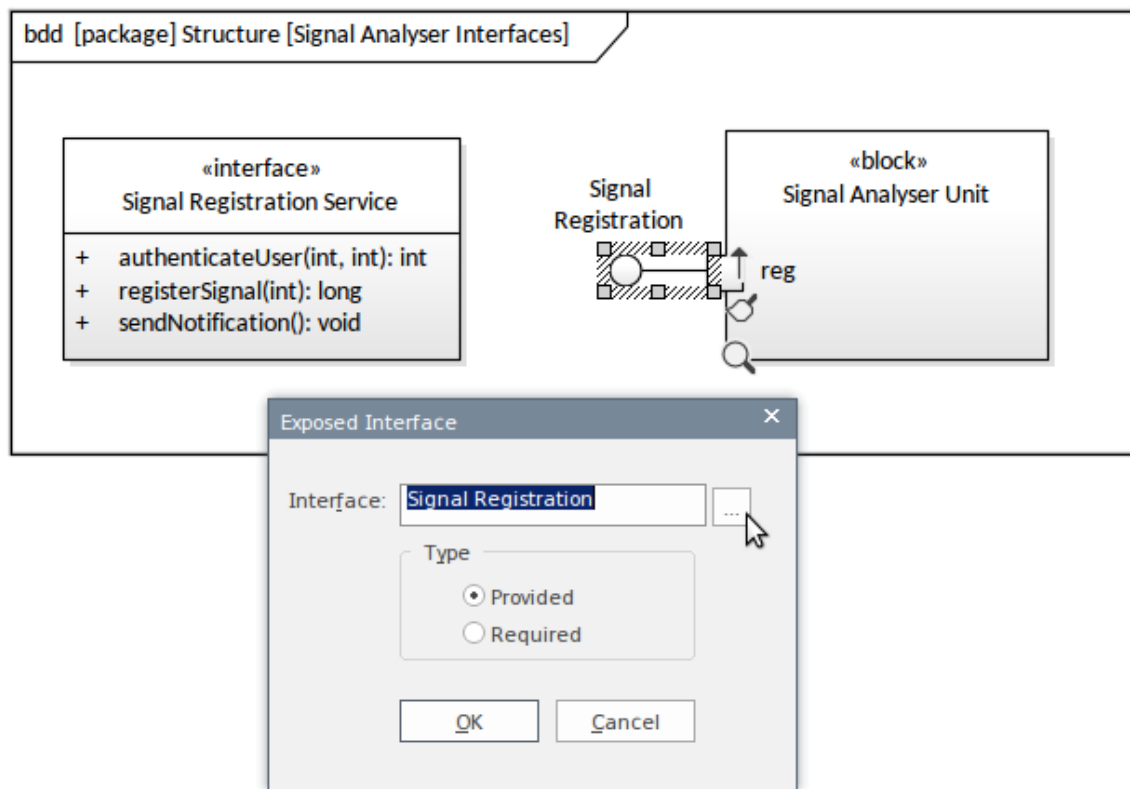 bdd [package] Structure [Signal Analyser Interfaces]
«interface»
Signal Registration Service
+ authenticateUser(int, int): int
+ registerSignal(int): long
+ sendNotification(): void
Signal
Registration
«block»
Signal Analyser Unit
reg
Exposed Interface
Interface: Signal Registration ...
Type
Provided
Required
OK Cancel